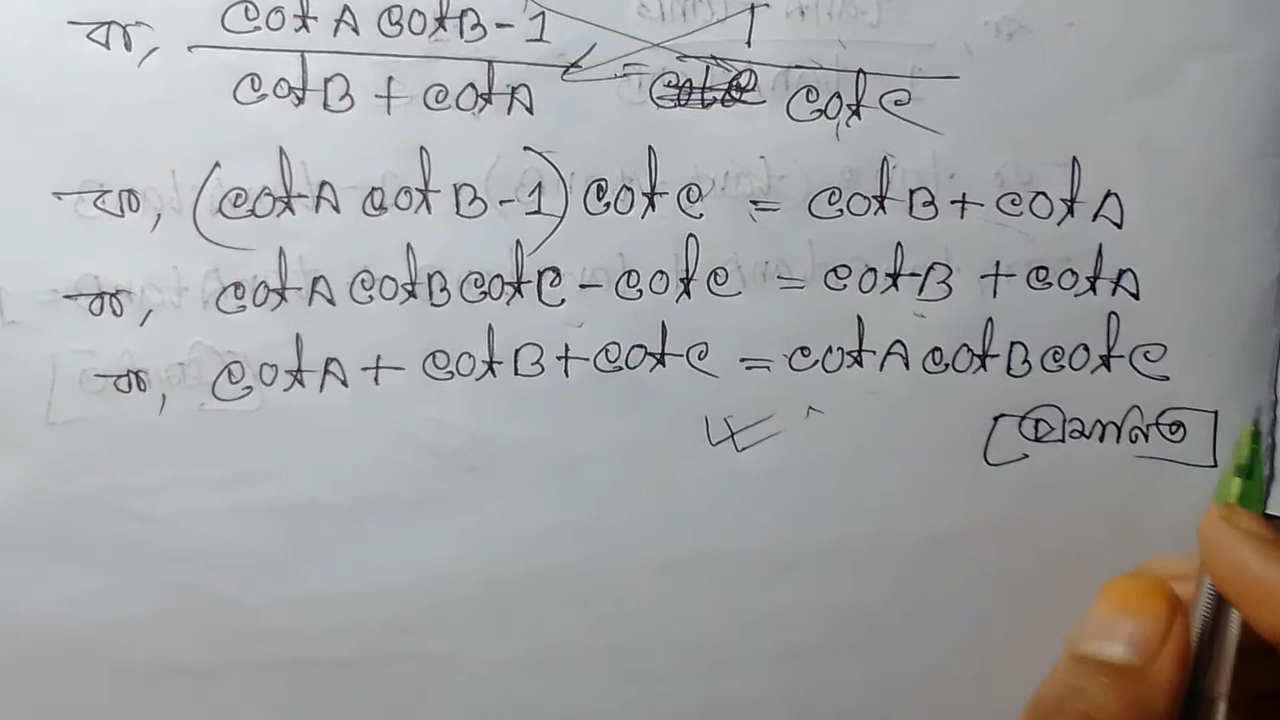 বা, cotA cotB - 1 / cotB + cotA = 1 / cotC
বা, (cotA cotB - 1) cotC = cotB + cotA
বা, cotA cotB cotC - cotC = cotB + cotA
বা, cotA + cotB + cotC = cotA cotB cotC
[প্রমাণিত]